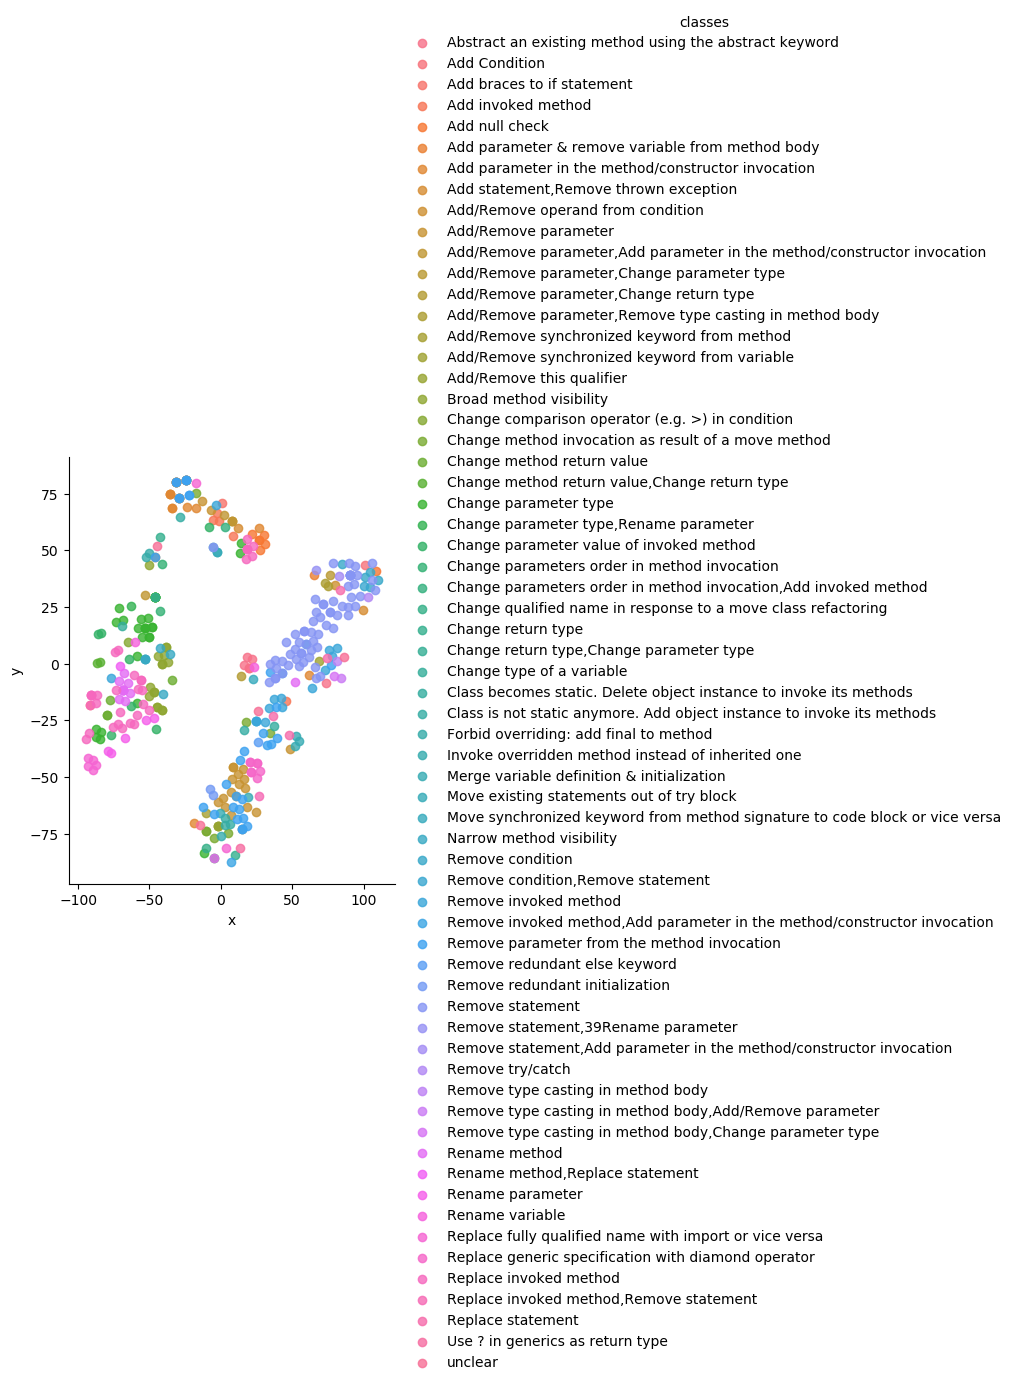 classes
Abstract an existing method using the abstract keyword
Add Condition
Add braces to if statement
Add invoked method
Add null check
Add parameter & remove variable from method body
Add parameter in the method/constructor invocation
Add statement,Remove thrown exception
Add/Remove operand from condition
Add/Remove parameter
Add/Remove parameter,Add parameter in the method/constructor invocation
Add/Remove parameter,Change parameter type
Add/Remove parameter,Change return type
Add/Remove parameter,Remove type casting in method body
Add/Remove synchronized keyword from method
Add/Remove synchronized keyword from variable
Add/Remove this qualifier
Broad method visibility
Change comparison operator (e.g. >) in condition
Change method invocation as result of a move method
Change method return value
Change method return value,Change return type
Change parameter type
Change parameter type,Rename parameter
Change parameter value of invoked method
Change parameters order in method invocation
Change parameters order in method invocation,Add invoked method
Change qualified name in response to a move class refactoring
Change return type
Change return type,Change parameter type
Change type of a variable
Class becomes static. Delete object instance to invoke its methods
Class is not static anymore. Add object instance to invoke its methods
Forbid overriding: add final to method
Invoke overridden method instead of inherited one
Merge variable definition & initialization
Move existing statements out of try block
Move synchronized keyword from method signature to code block or vice versa
Narrow method visibility
Remove condition
Remove condition,Remove statement
Remove invoked method
Remove invoked method,Add parameter in the method/constructor invocation
Remove parameter from the method invocation
Remove redundant else keyword
Remove redundant initialization
Remove statement
Remove statement,39Rename parameter
Remove statement,Add parameter in the method/constructor invocation
Remove try/catch
Remove type casting in method body
Remove type casting in method body,Add/Remove parameter
Remove type casting in method body,Change parameter type
Rename method
Rename method,Replace statement
Rename parameter
Rename variable
Replace fully qualified name with import or vice versa
Replace generic specification with diamond operator
Replace invoked method
Replace invoked method,Remove statement
Replace statement
Use ? in generics as return type
unclear
75
50
25
0
−25
−50
−75
y
−100 −50 0 50 100
x